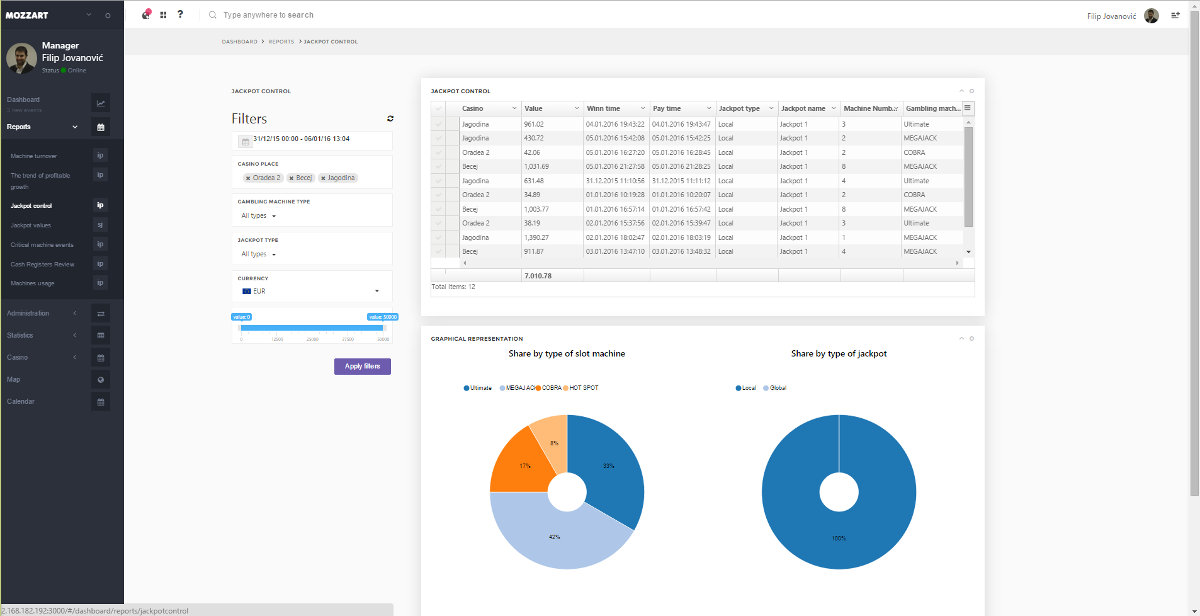 MOZZART
Manager
Filip Jovanović
Status Online
Dashboard
Reports
Machine turnover
The trend of profitable
growth
Jackpot control
Jackpot values
Critical machine events
Cash Registers Review
Machines usage
Administration
Statistics
Casino
Map
Calendar
Type anywhere to search
Filip Jovanović
DASHBOARD > REPORTS > JACKPOT CONTROL
JACKPOT CONTROL
Filters
31/12/15 00:00 - 06/01/16 13:04
CASINO PLACE
× Oradea 2 × Becej × Jagodina
GAMBLING MACHINE TYPE
All types
JACKPOT TYPE
All types
CURRENCY
EUR
value: 0 value: 50000
Apply filters
JACKPOT CONTROL
Casino Value Winn time Pay time Jackpot type Jackpot name Machine Numb... Gambling mach...
Jagodina 961.02 04.01.2016 19:43:22 04.01.2016 19:43:47 Local Jackpot 1 3 Ultimate
Jagodina 430.72 05.01.2016 15:42:08 05.01.2016 15:42:25 Local Jackpot 1 2 MEGAJACK
Oradea 2 42.06 05.01.2016 16:27:20 05.01.2016 16:28:45 Local Jackpot 1 2 COBRA
Becej 1,031.69 05.01.2016 21:27:58 05.01.2016 21:28:25 Local Jackpot 1 8 MEGAJACK
Jagodina 631.48 31.12.2015 11:10:56 31.12.2015 11:11:12 Local Jackpot 1 4 Ultimate
Oradea 2 34.89 01.01.2016 10:19:28 01.01.2016 10:20:07 Local Jackpot 1 2 COBRA
Becej 1,003.77 01.01.2016 16:57:14 01.01.2016 16:57:42 Local Jackpot 1 8 MEGAJACK
Oradea 2 38.19 02.01.2016 15:37:56 02.01.2016 15:39:47 Local Jackpot 1 3 Ultimate
Jagodina 1,390.27 02.01.2016 18:02:47 02.01.2016 18:03:19 Local Jackpot 1 1 MEGAJACK
Becej 911.87 03.01.2016 13:47:10 03.01.2016 13:48:32 Local Jackpot 1 4 MEGAJACK
7.010.78
Total Items: 12
GRAPHICAL REPRESENTATION
Share by type of slot machine
Ultimate MEGAJACK COBRA HOT SPOT
8%
33%
17%
42%
Share by type of jackpot
Local Global
100%
2.168.182.192:3000/#/dashboard/reports/jackpotcontrol